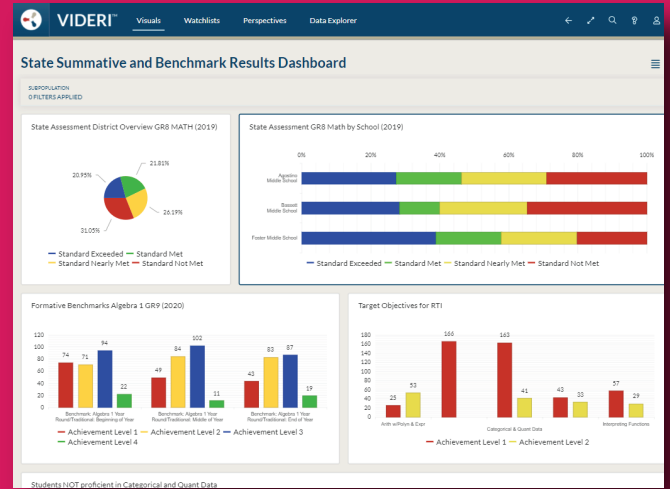 VIDERI™ Visuals Watchlists Perspectives Data Explorer
State Summative and Benchmark Results Dashboard
SUBPOPULATION
0 FILTERS APPLIED
State Assessment District Overview GR8 MATH (2019)
21.81%
20.95%
26.19%
31.05%
Standard Exceeded Standard Met
Standard Nearly Met Standard Not Met
State Assessment GR8 Math by School (2019)
0% 20% 40% 60% 80% 100%
Agostino
Middle School
Bassett
Middle School
Foster Middle School
Standard Exceeded Standard Met Standard Nearly Met Standard Not Met
Formative Benchmarks Algebra 1 GR9 (2020)
120
100
80
60
40
20
0
74 71 94 22
49 84 102 11
43 83 87 19
Benchmark: Algebra 1 Year
Round/Traditional: Beginning of Year
Benchmark: Algebra 1 Year
Round/Traditional: Middle of Year
Benchmark: Algebra 1 Year
Round/Traditional: End of Year
Achievement Level 1 Achievement Level 2 Achievement Level 3
Achievement Level 4
Target Objectives for RTI
180
160
140
120
100
80
60
40
20
0
25 53 166 163 41 43 33 57 29
Arith w/Prlsyn & Expr
Categorical & Quant Data
Interpreting Functions
Achievement Level 1 Achievement Level 2
Students NOT proficient in Categorical and Quant Data